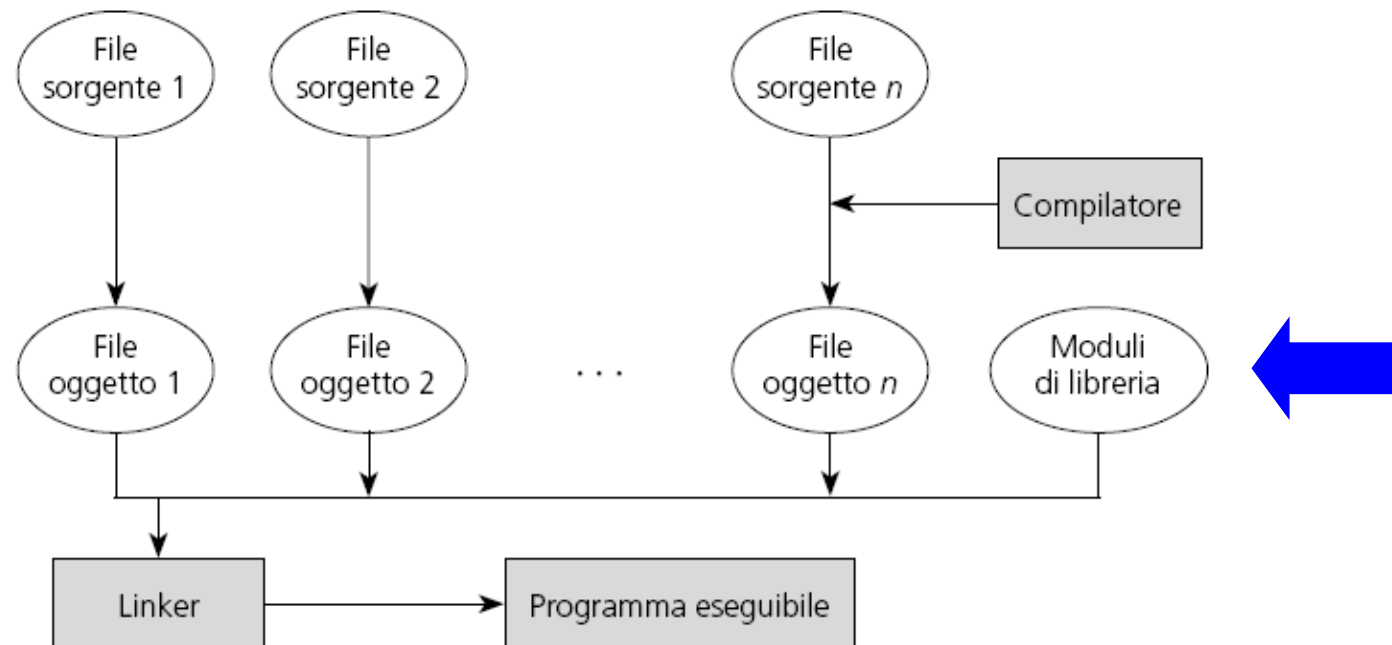 File
sorgente 1
File
sorgente 2
File
sorgente n
Compilatore
File
oggetto 1
File
oggetto 2
. . .
File
oggetto n
Moduli
di libreria
Linker
Programma eseguibile